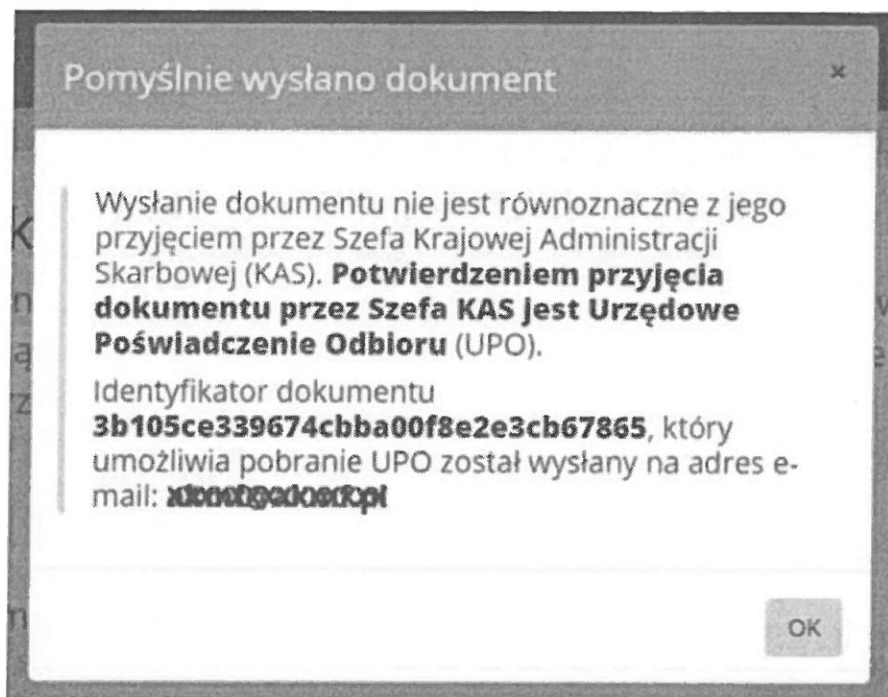 Pomyślnie wysłano dokument ×
Wysłanie dokumentu nie jest równoznaczne z jego
przyjęciem przez Szefa Krajowej Administracji
Skarbowej (KAS). Potwierdzeniem przyjęcia
dokumentu przez Szefa KAS jest Urzędowe
Poświadczenie Odbioru (UPO).
Identyfikator dokumentu
3b105ce339674cbba00f8e2e3cb67865, który
umożliwia pobranie UPO został wysłany na adres e-
mail:
OK